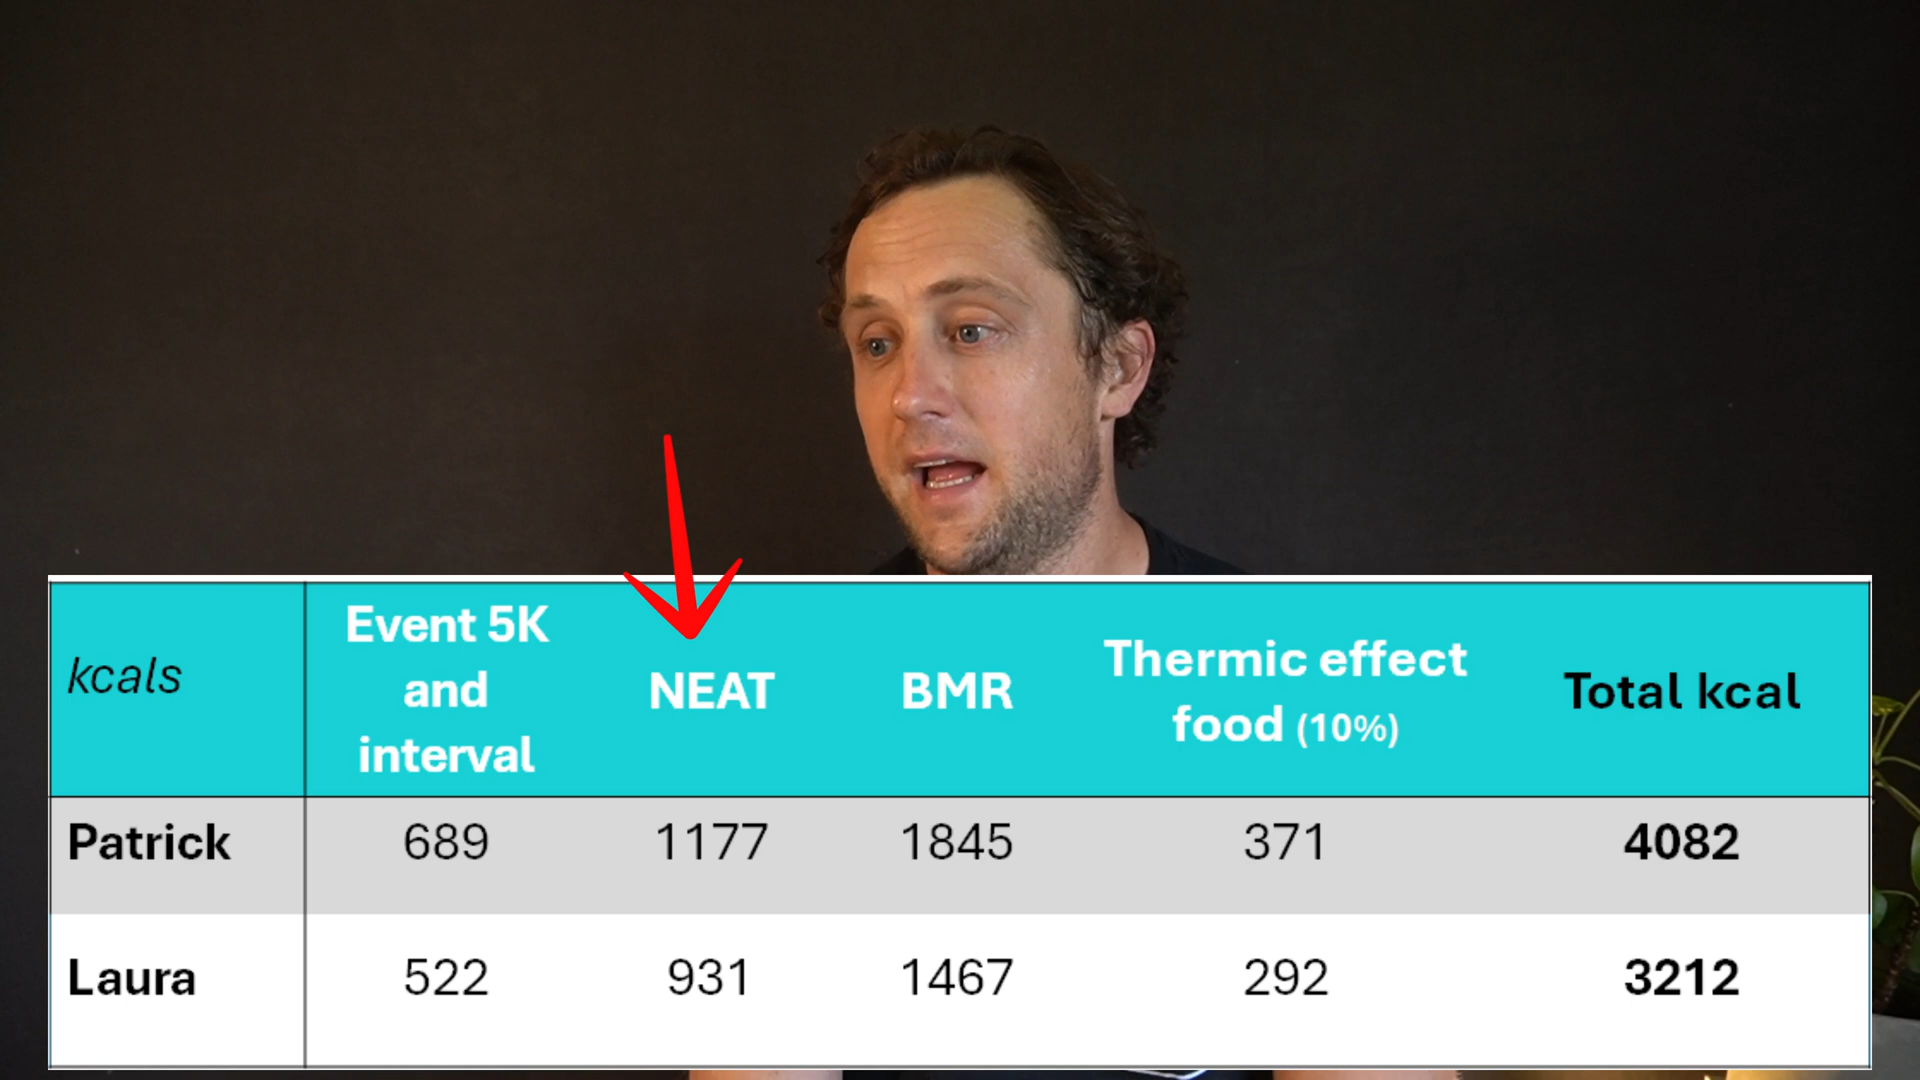 kcals
Event 5K
and
interval
NEAT
BMR
Thermic effect
food (10%)
Total kcal
Patrick 689 1177 1845 371 4082
Laura 522 931 1467 292 3212